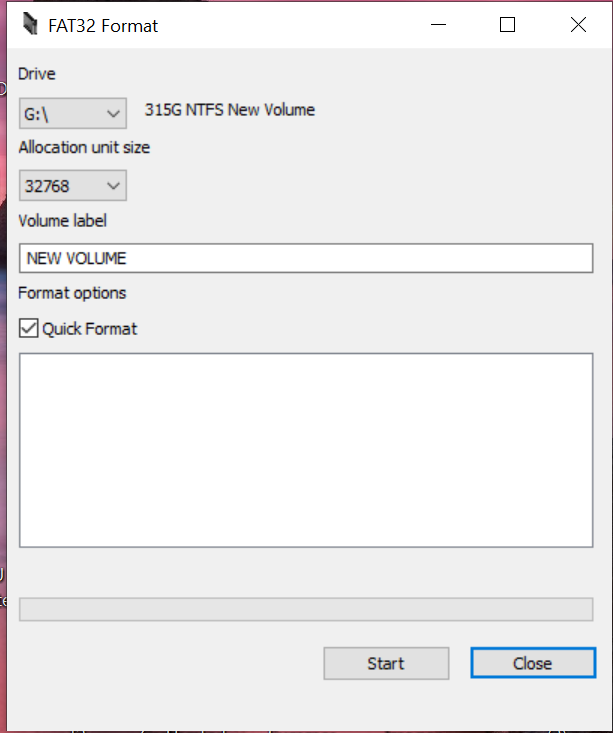 FAT32 Format
Drive
G:\ 315G NTFS New Volume
Allocation unit size
32768
Volume label
NEW VOLUME
Format options
Quick Format
Start Close